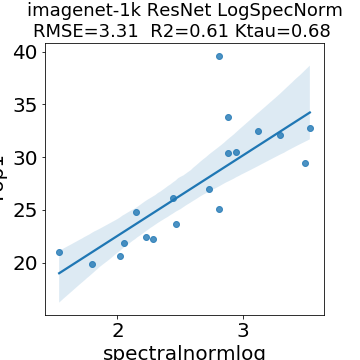 imagenet-1k ResNet LogSpecNorm
RMSE=3.31 R2=0.61 Ktau=0.68
40
35
30
25
20
2
3
spectralnormlog